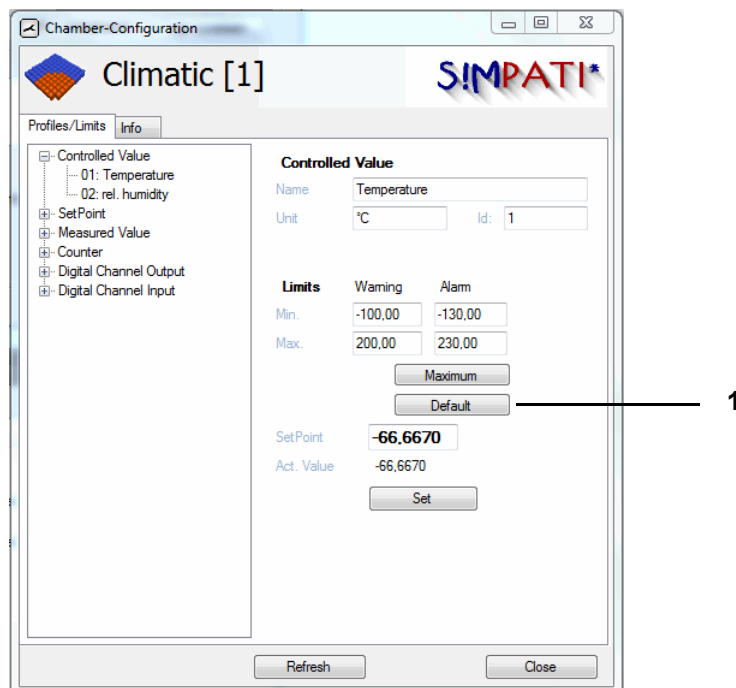 Chamber-Configuration
Climatic [1]
S!MPATI*
Profiles/Limits Info
Controlled Value
01: Temperature
02: rel. humidity
SetPoint
Measured Value
Counter
Digital Channel Output
Digital Channel Input
Controlled Value
Name Temperature
Unit °C Id: 1
Limits Warning Alarm
Min. -100,00 -130,00
Max. 200,00 230,00
Maximum
Default 1
SetPoint -66,6670
Act. Value -66,6670
Set
Refresh Close